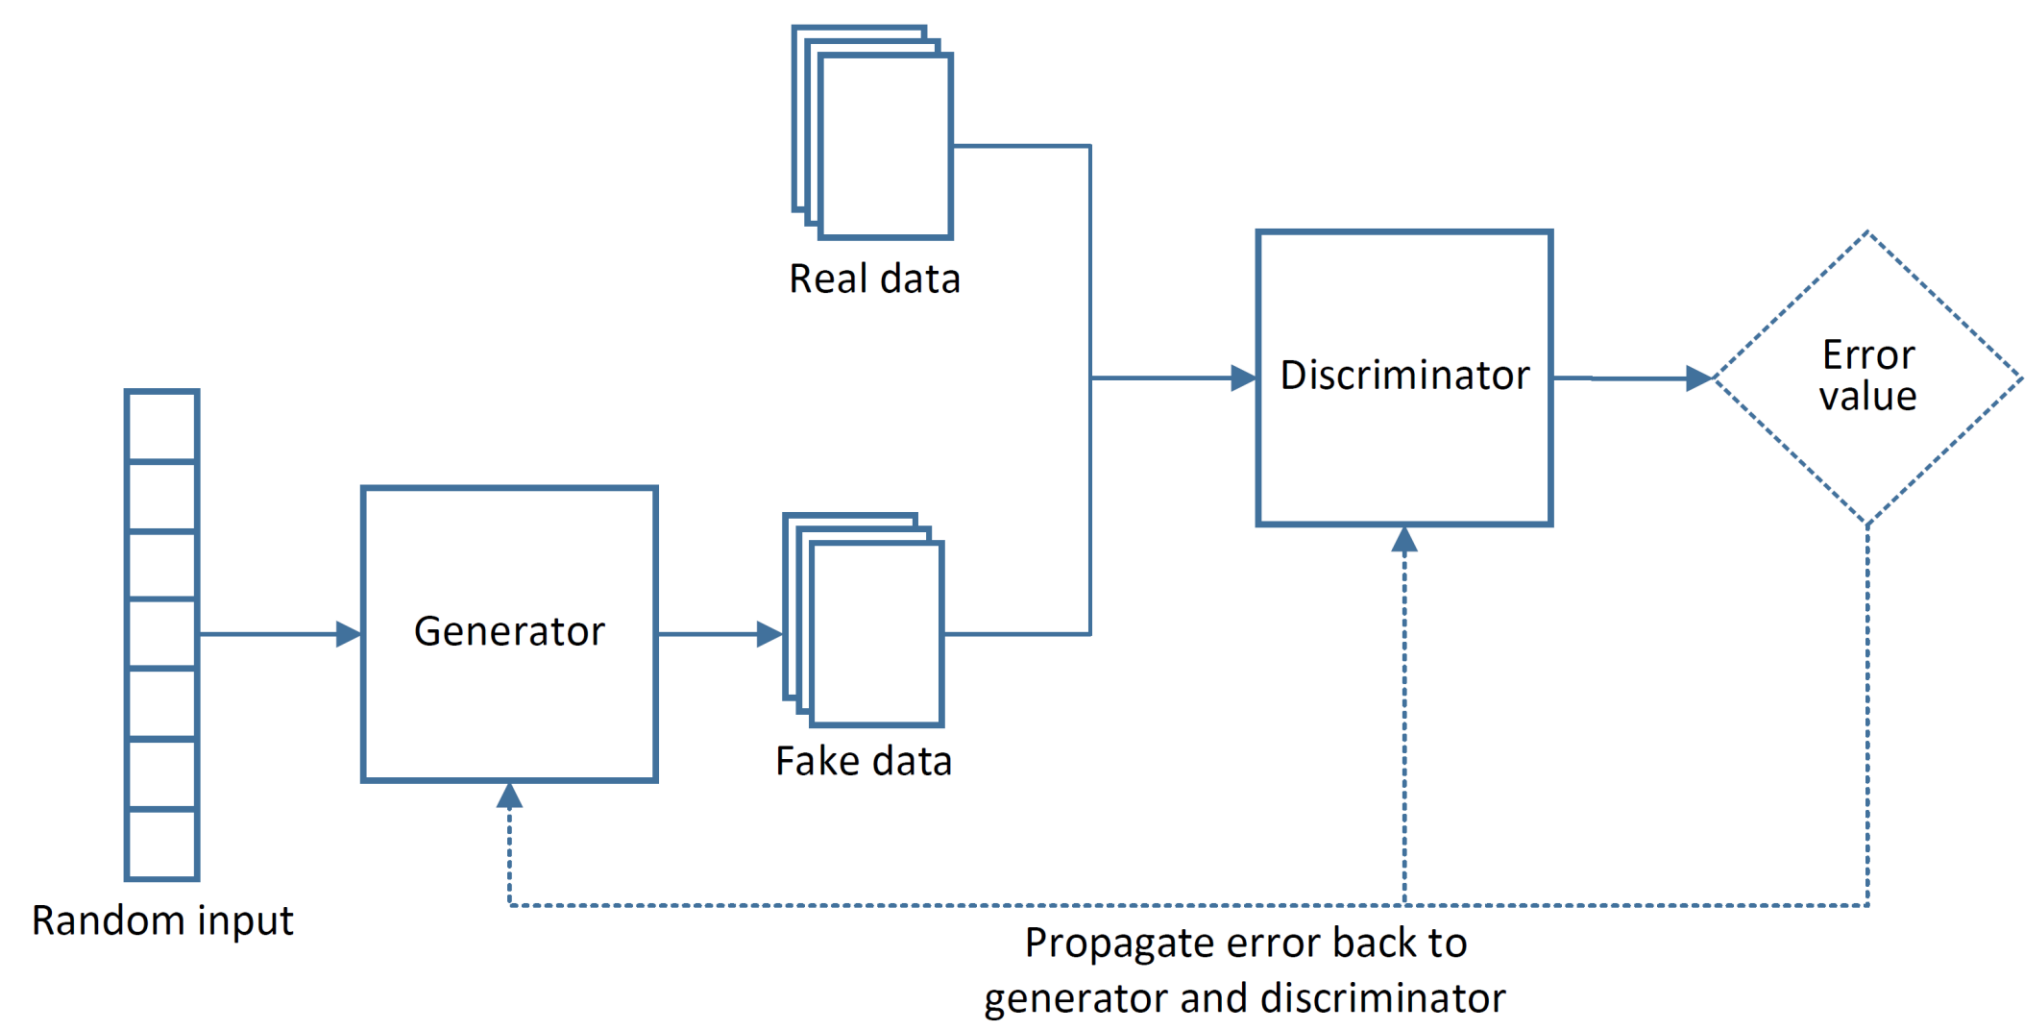 Real data
Discriminator
Error
value
Generator
Fake data
Random input
Propagate error back to
generator and discriminator